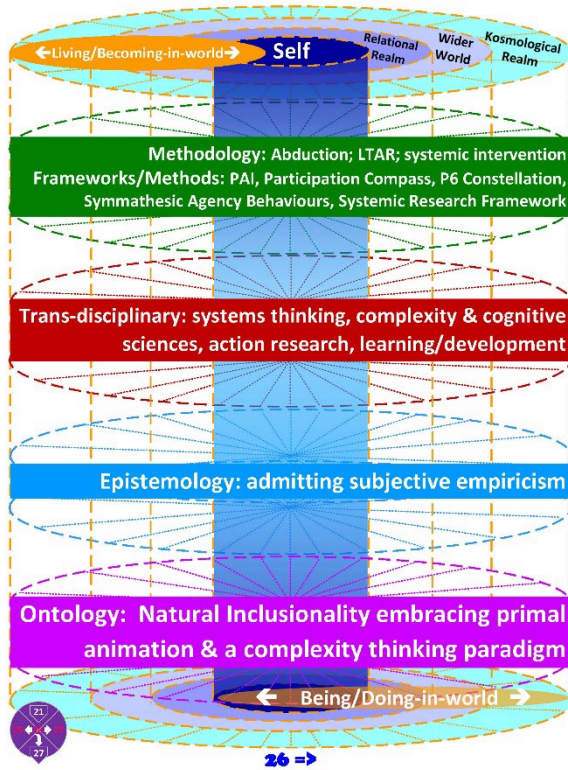 ←Living/Becoming-in-world→
Self
Relational
Realm
Wider
World
Kosmological
Realm
Methodology: Abduction; LTAR; systemic intervention
Frameworks/Methods: PAI, Participation Compass, P6 Constellation,
Symmathesic Agency Behaviours, Systemic Research Framework
Trans-disciplinary: systems thinking, complexity & cognitive
sciences, action research, learning/development
Epistemology: admitting subjective empiricism
Ontology: Natural Inclusionality embracing primal
animation & a complexity thinking paradigm
← Being/Doing-in-world →
21
27
26 =>